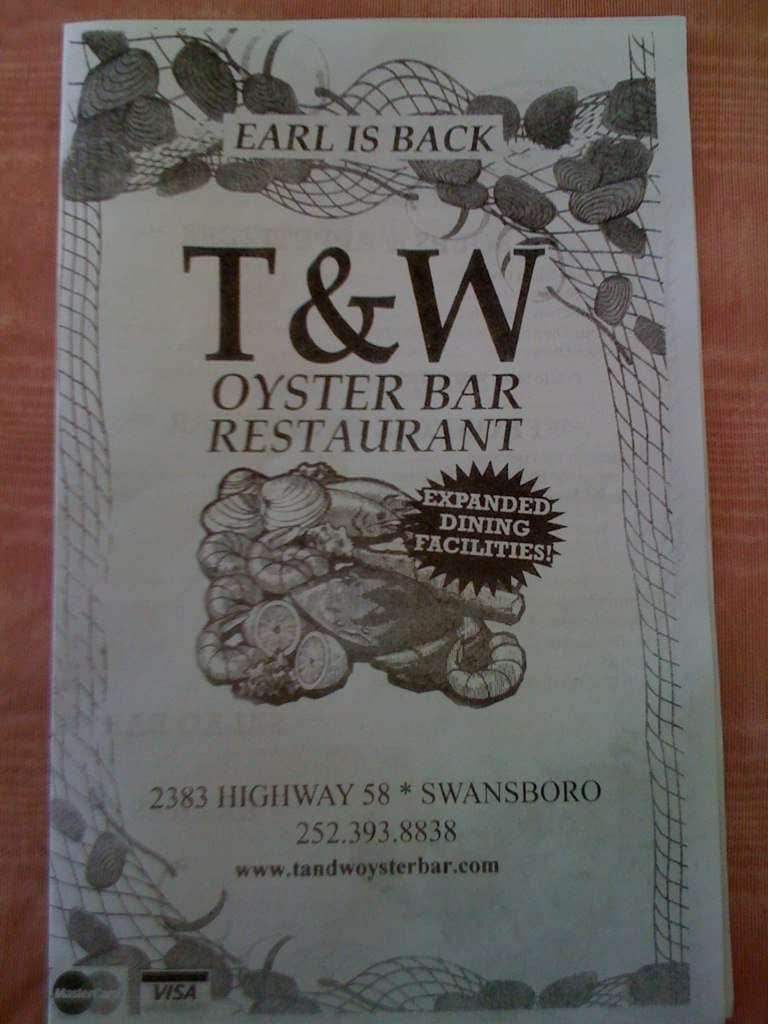 EARL IS BACK
T&W
OYSTER BAR
RESTAURANT
EXPANDED
DINING
FACILITIES!
2383 HIGHWAY 58 * SWANSBORO
252.393.8838
www.tandwoysterbar.com
MasterCard
VISA